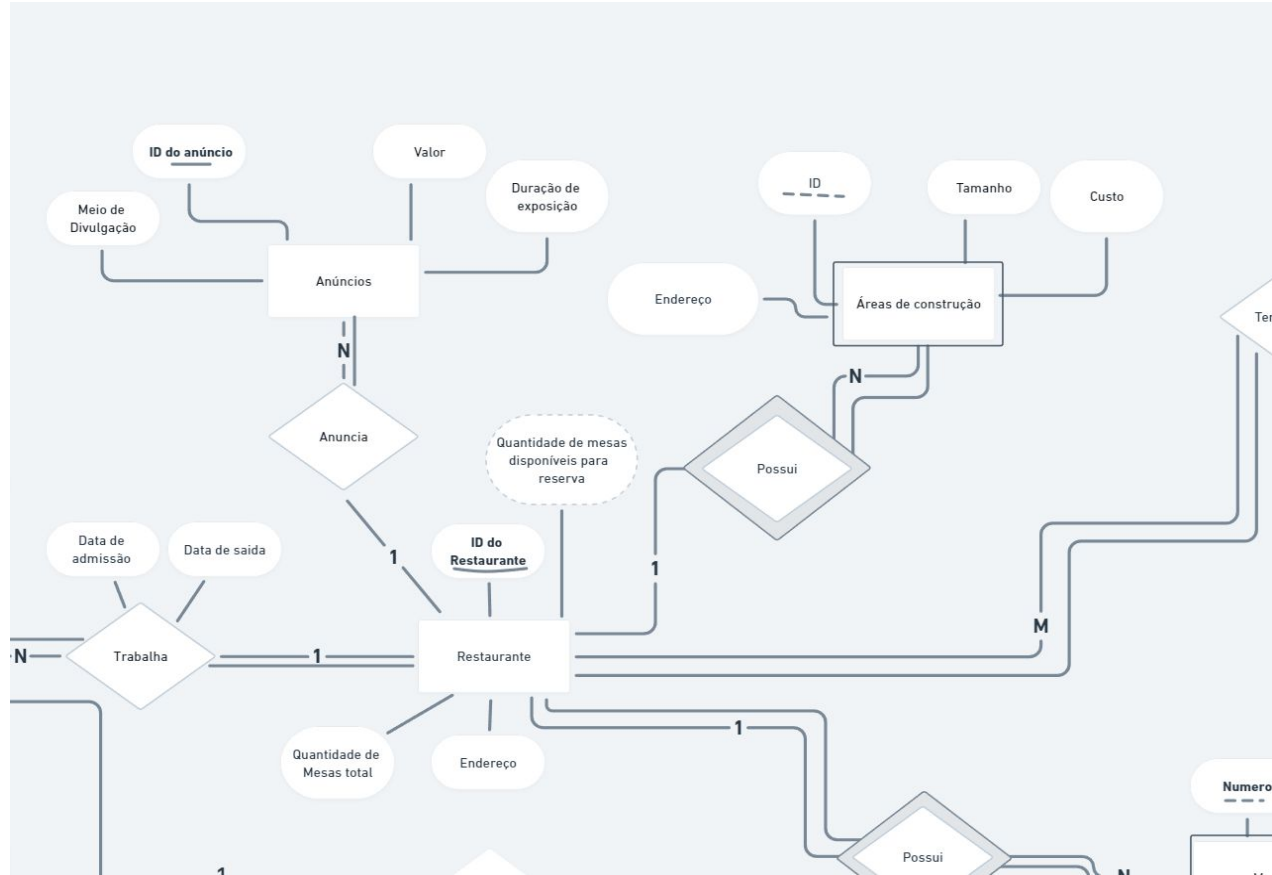 ID do anúncio
Valor
Meio de
Divulgação
Duração de
exposição
Anúncios
N
Anuncia
1
ID
Tamanho
Custo
Endereço
Áreas de construção
N
Possui
1
Quantidade de mesas
disponíveis para
reserva
Data de
admissão
Data de saida
ID do
Restaurante
N
Trabalha
1
Restaurante
M
Quantidade de
Mesas total
Endereço
1
Numero
Possui
N
1